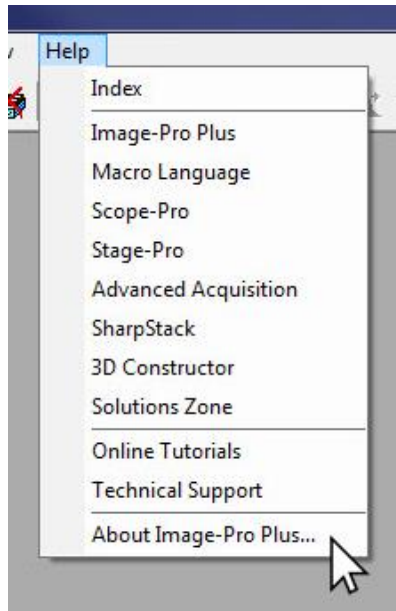 Help
Index
Image-Pro Plus
Macro Language
Scope-Pro
Stage-Pro
Advanced Acquisition
SharpStack
3D Constructor
Solutions Zone
Online Tutorials
Technical Support
About Image-Pro Plus...